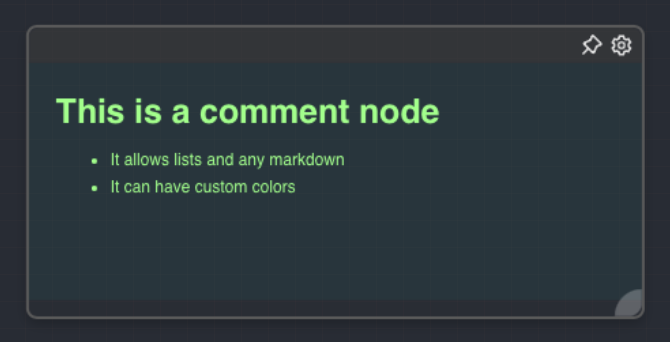 This is a comment node
• It allows lists and any markdown
• It can have custom colors